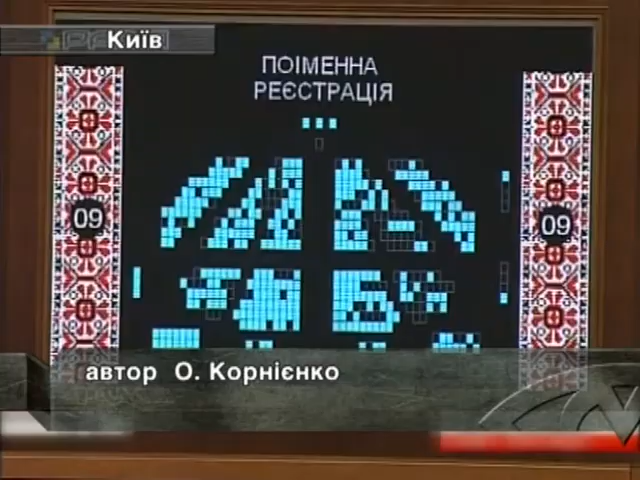 Київ
ПОІМЕННА
РЕЄСТРАЦІЯ
09
09
автор О. Корнієнко